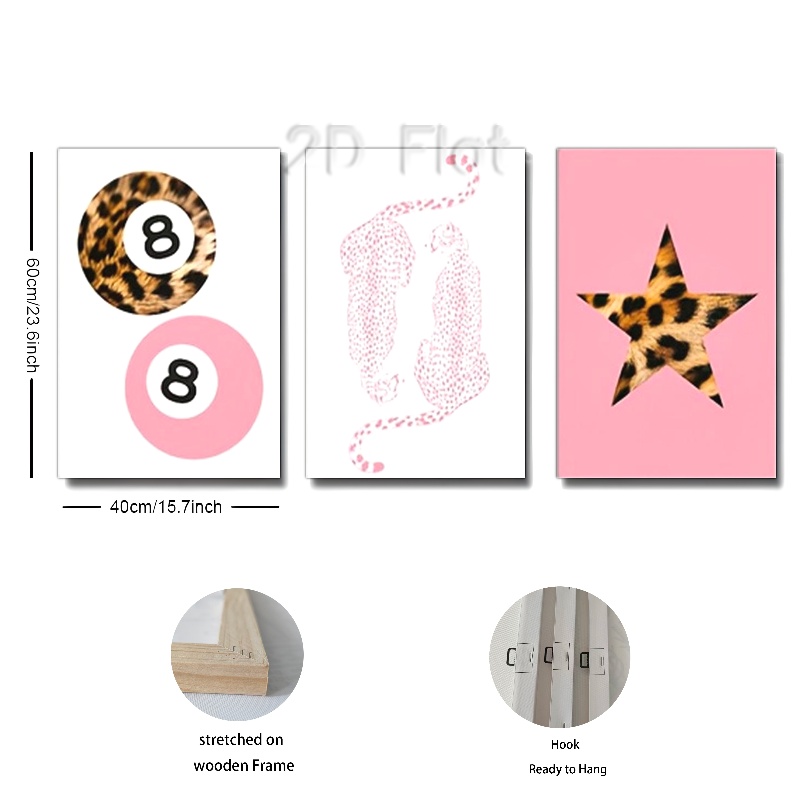 2D Flat
8
8
60cm/23.6inch
40cm/15.7inch
stretched on
wooden Frame
Hook
Ready to Hang